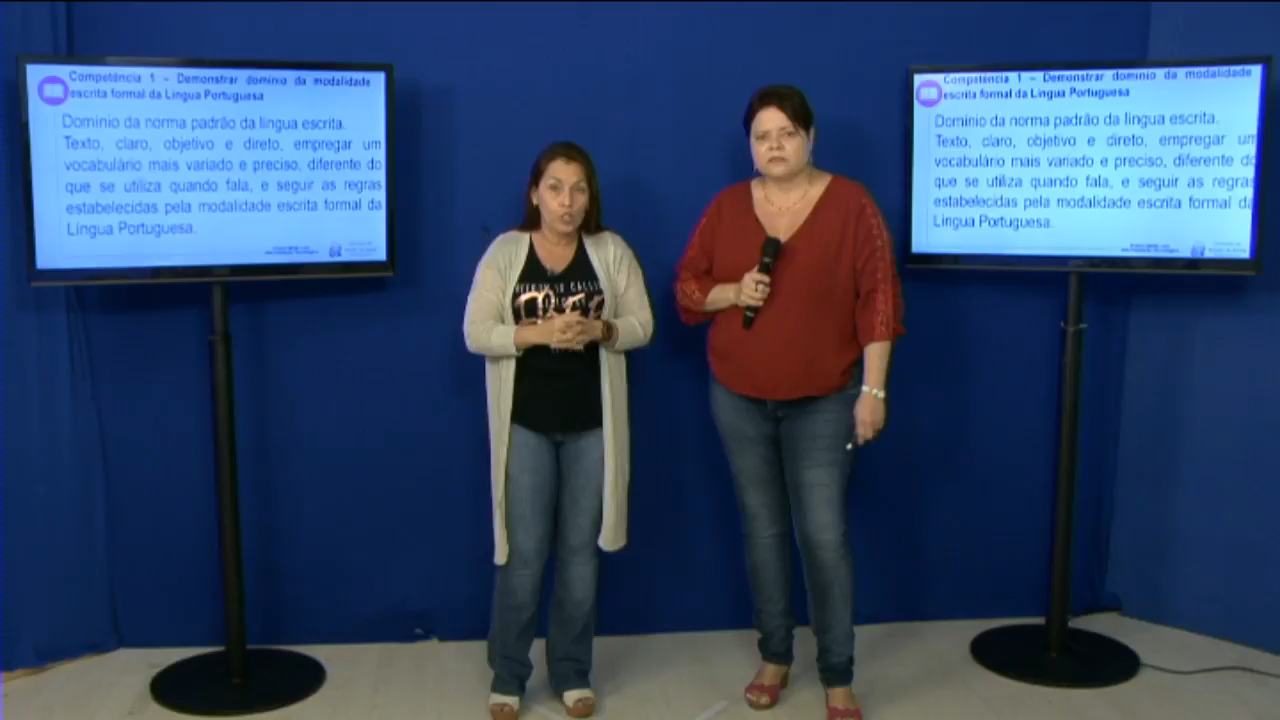 Competência 1 – Demonstrar domínio da modalidade
escrita formal da Língua Portuguesa
Domínio da norma padrão da língua escrita.
Texto, claro, objetivo e direto, empregar um
vocabulário mais variado e preciso, diferente do
que se utiliza quando fala, e seguir as regras
estabelecidas pela modalidade escrita formal da
Língua Portuguesa.
Competência 1 – Demonstrar domínio da modalidade
escrita formal da Língua Portuguesa
Domínio da norma padrão da língua escrita.
Texto, claro, objetivo e direto, empregar um
vocabulário mais variado e preciso, diferente do
que se utiliza quando fala, e seguir as regras
estabelecidas pela modalidade escrita formal da
Língua Portuguesa.